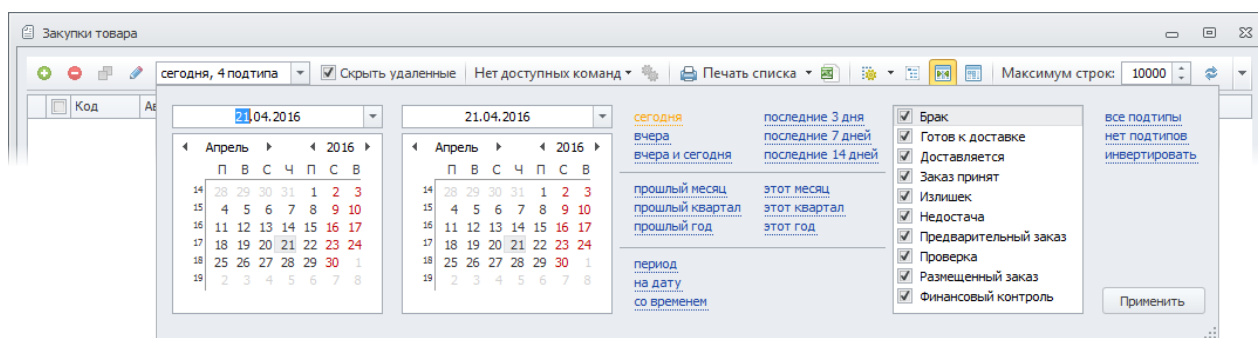 Закупки товара
сегодня, 4 подтипа Скрыть удаленные Нет доступных команд Печать списка Максимум строк: 10000
Код Ав
21.04.2016
Апрель 2016
П В С Ч П С В
14 28 29 30 31 1 2 3
15 4 5 6 7 8 9 10
16 11 12 13 14 15 16 17
17 18 19 20 21 22 23 24
18 25 26 27 28 29 30 1
19 2 3 4 5 6 7 8
21.04.2016
Апрель 2016
П В С Ч П С В
14 28 29 30 31 1 2 3
15 4 5 6 7 8 9 10
16 11 12 13 14 15 16 17
17 18 19 20 21 22 23 24
18 25 26 27 28 29 30 1
19 2 3 4 5 6 7 8
сегодня последние 3 дня
вчера последние 7 дней
вчера и сегодня последние 14 дней
прошлый месяц этот месяц
прошлый квартал этот квартал
прошлый год этот год
период
на дату
со временем
Брак
Готов к доставке
Доставляется
Заказ принят
Излишек
Недостача
Предварительный заказ
Проверка
Размещенный заказ
Финансовый контроль
все подтипы
нет подтипов
инвертировать
Применить